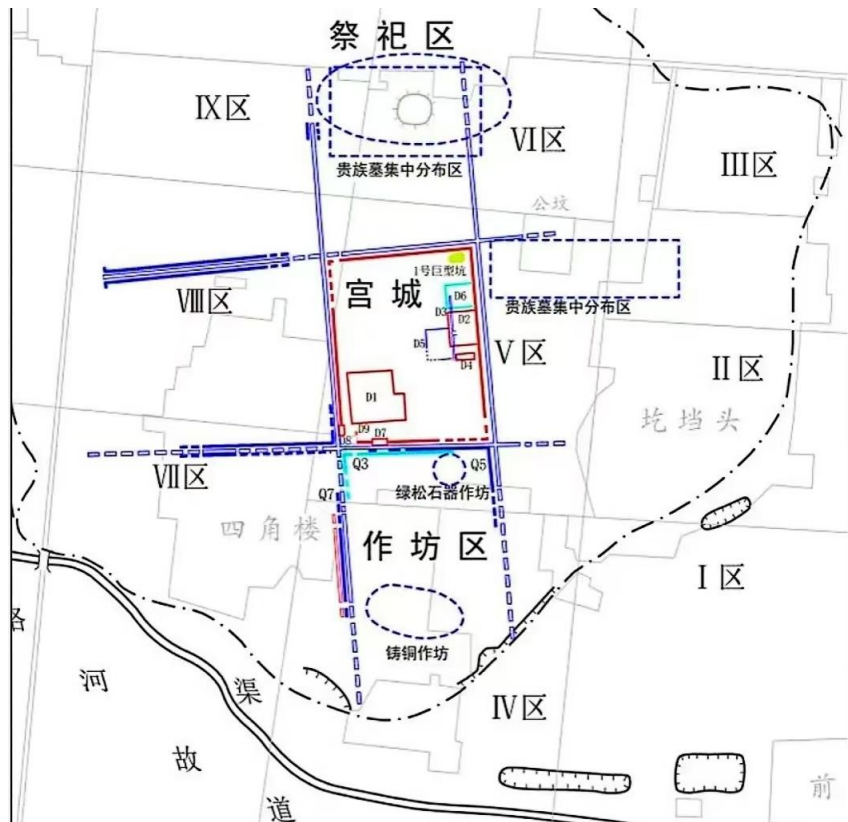 祭祀区
Ⅸ区
Ⅵ区
Ⅲ区
贵族墓集中分布区
公坟
1号巨型坑
Ⅷ区
宫城
D6
D3
D2
贵族墓集中分布区
D5
Ⅴ区
D4
Ⅱ区
D1
圪垱头
D9
D8
D7
Ⅶ区
Q3
Q5
Q7
绿松石器作坊
四角楼
作坊区
Ⅰ区
洛
河
故
道
渠
铸铜作坊
Ⅳ区
前